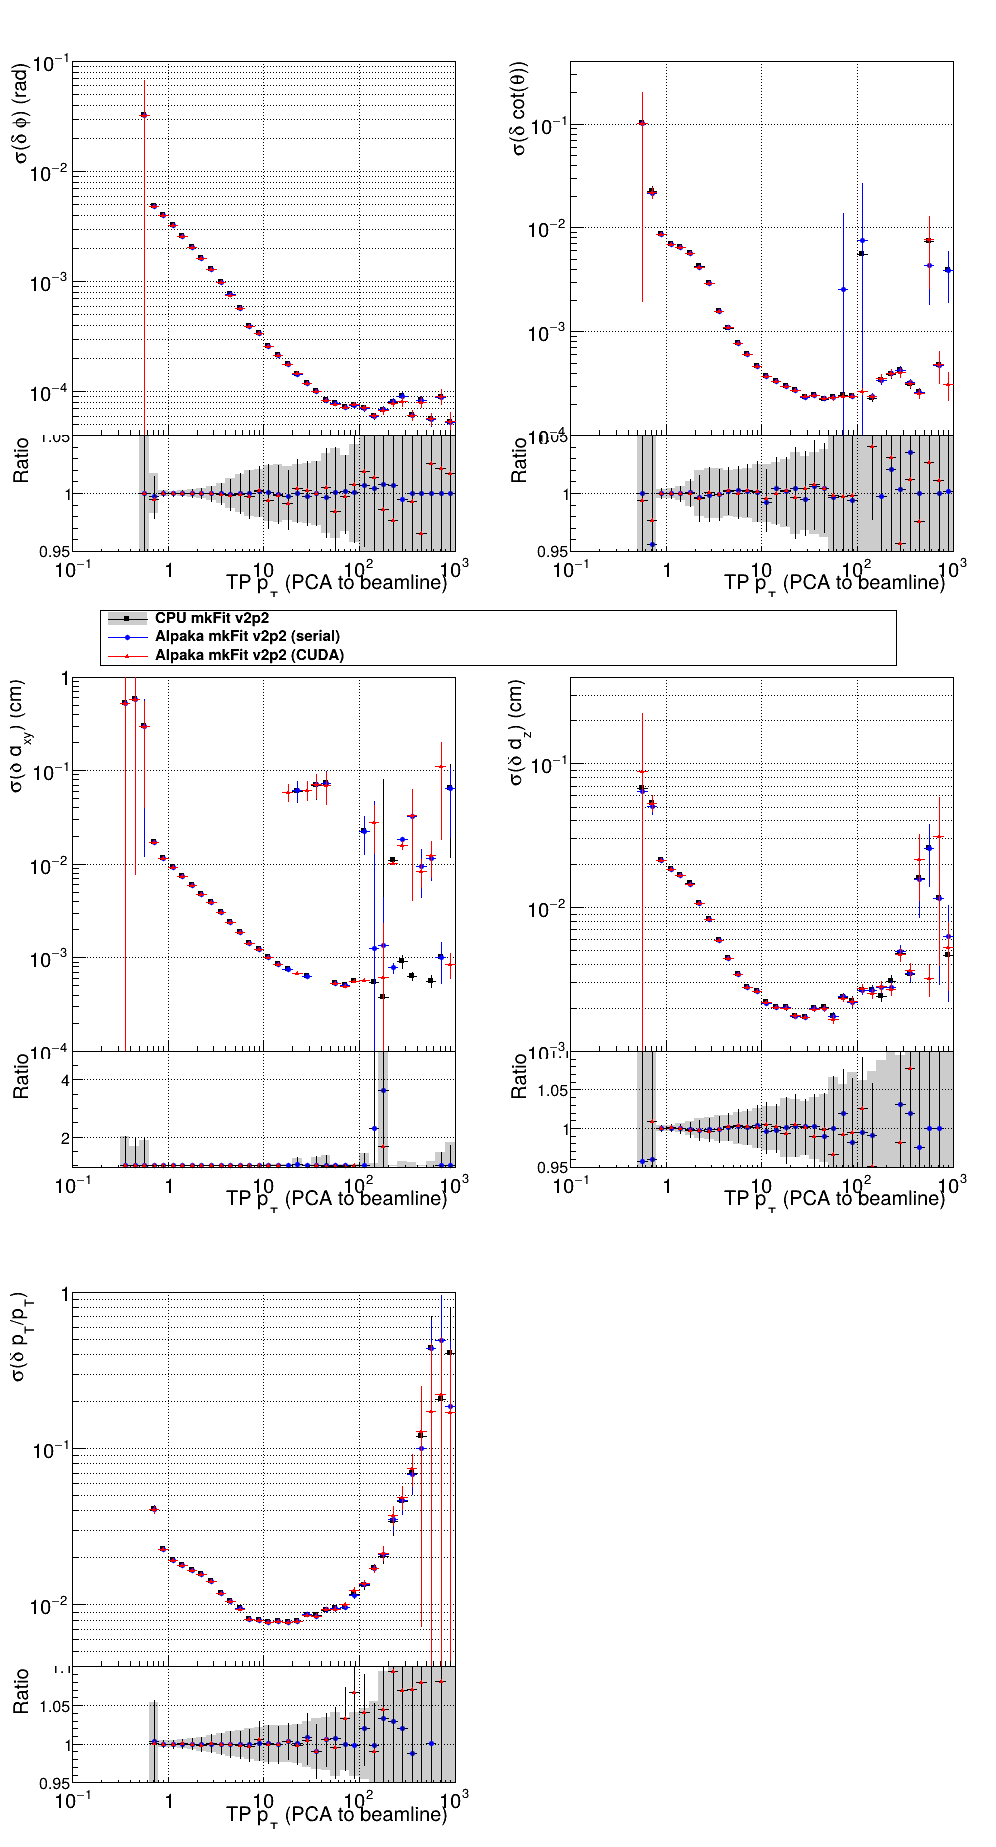 σ(δ φ) (rad)
10⁻¹
10⁻²
10⁻³
10⁻⁴
Ratio
1.05
1
0.95
10⁻¹ 1 10 10² 10³
TP p_T (PCA to beamline)
σ(δ cot(θ))
10⁻¹
10⁻²
10⁻³
10⁻⁴
Ratio
1.05
1
0.95
10⁻¹ 1 10 10² 10³
TP p_T (PCA to beamline)
CPU mkFit v2p2
Alpaka mkFit v2p2 (serial)
Alpaka mkFit v2p2 (CUDA)
σ(δ d_xy) (cm)
1
10⁻¹
10⁻²
10⁻³
10⁻⁴
Ratio
4
2
10⁻¹ 1 10 10² 10³
TP p_T (PCA to beamline)
σ(δ d_z) (cm)
10⁻¹
10⁻²
10⁻³
Ratio
1.1
1.05
1
0.95
10⁻¹ 1 10 10² 10³
TP p_T (PCA to beamline)
σ(δ p_T/p_T)
1
10⁻¹
10⁻²
Ratio
1.1
1.05
1
0.95
10⁻¹ 1 10 10² 10³
TP p_T (PCA to beamline)